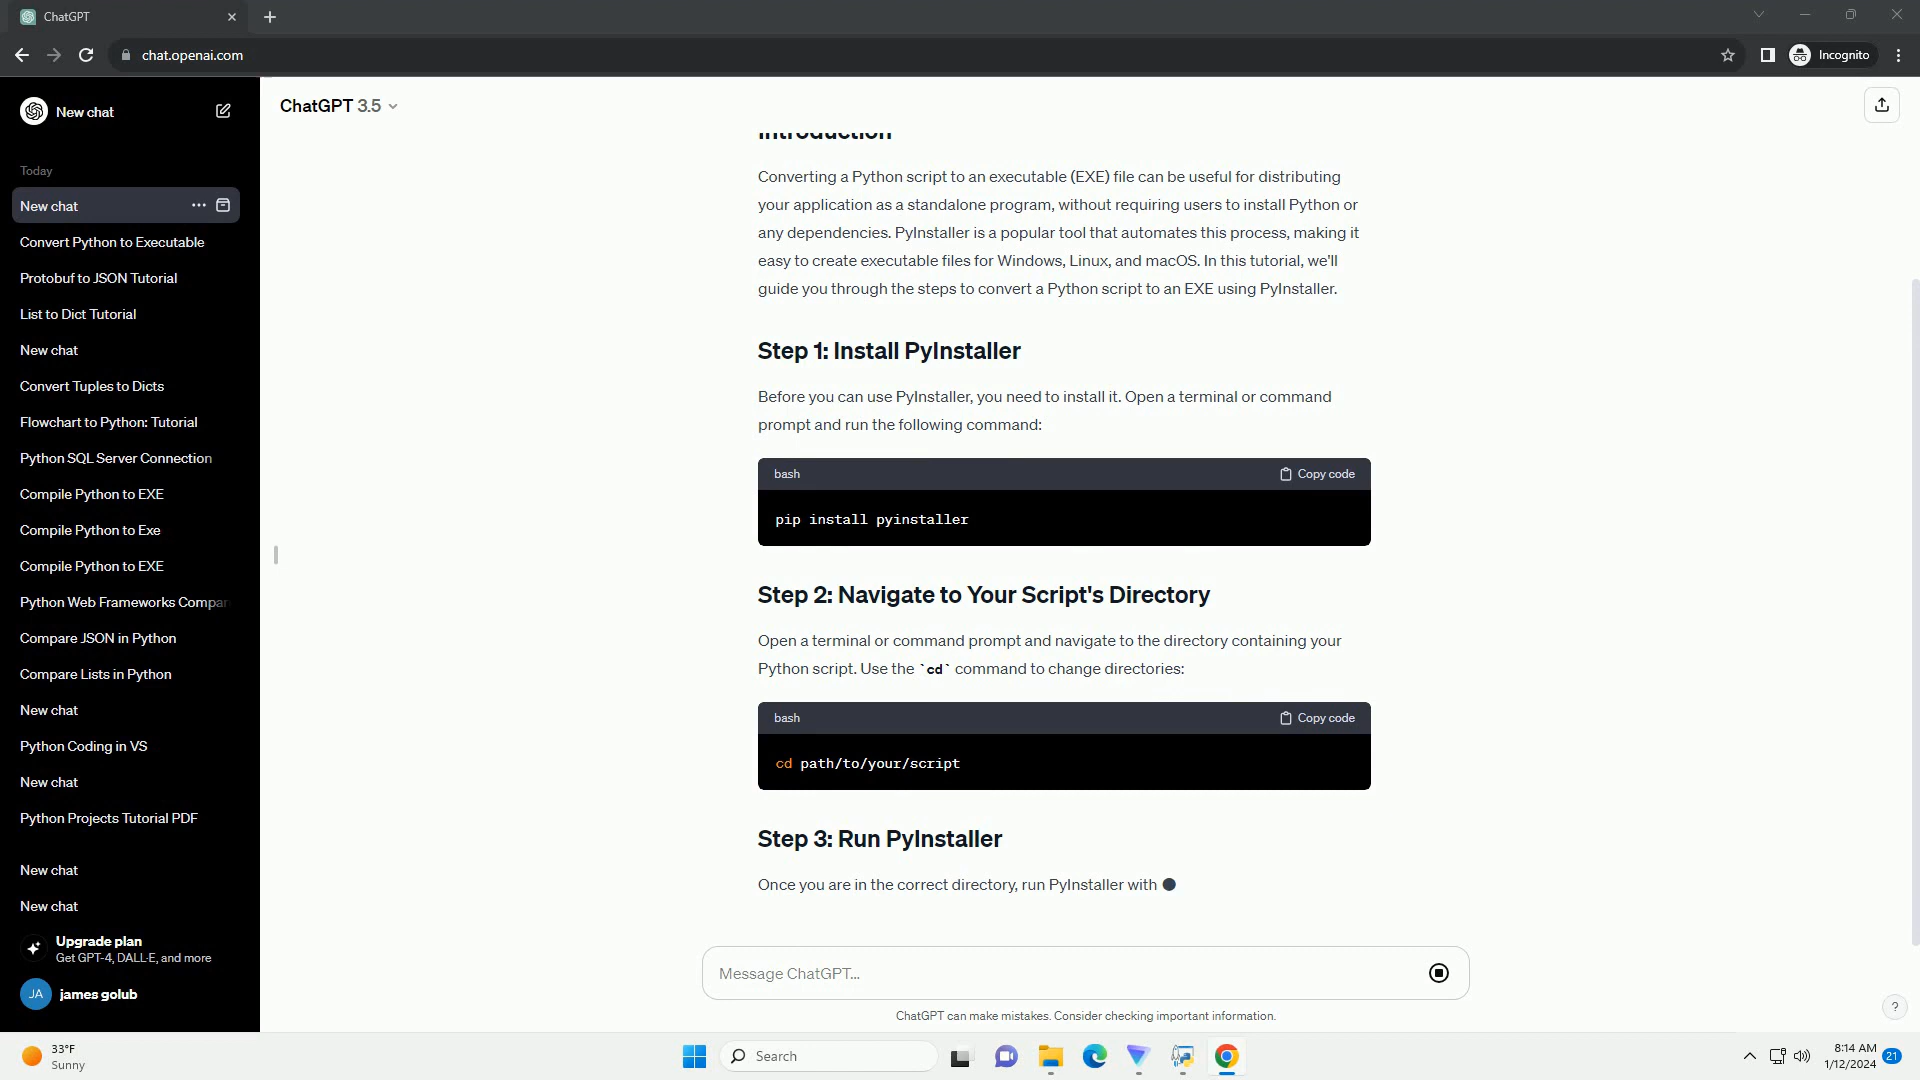 ChatGPT
chat.openai.com
Incognito
New chat
Today
New chat
Convert Python to Executable
Protobuf to JSON Tutorial
List to Dict Tutorial
New chat
Convert Tuples to Dicts
Flowchart to Python: Tutorial
Python SQL Server Connection
Compile Python to EXE
Compile Python to Exe
Compile Python to EXE
Python Web Frameworks Compar
Compare JSON in Python
Compare Lists in Python
New chat
Python Coding in VS
New chat
Python Projects Tutorial PDF
New chat
New chat
Upgrade plan
Get GPT-4, DALL·E, and more
JA james golub
ChatGPT 3.5
Introduction
Converting a Python script to an executable (EXE) file can be useful for distributing
your application as a standalone program, without requiring users to install Python or
any dependencies. PyInstaller is a popular tool that automates this process, making it
easy to create executable files for Windows, Linux, and macOS. In this tutorial, we'll
guide you through the steps to convert a Python script to an EXE using PyInstaller.
Step 1: Install PyInstaller
Before you can use PyInstaller, you need to install it. Open a terminal or command
prompt and run the following command:
bash Copy code
pip install pyinstaller
Step 2: Navigate to Your Script's Directory
Open a terminal or command prompt and navigate to the directory containing your
Python script. Use the `cd` command to change directories:
bash Copy code
cd path/to/your/script
Step 3: Run PyInstaller
Once you are in the correct directory, run PyInstaller with
Message ChatGPT...
ChatGPT can make mistakes. Consider checking important information.
?
33°F
Sunny
Search
8:14 AM
1/12/2024
21